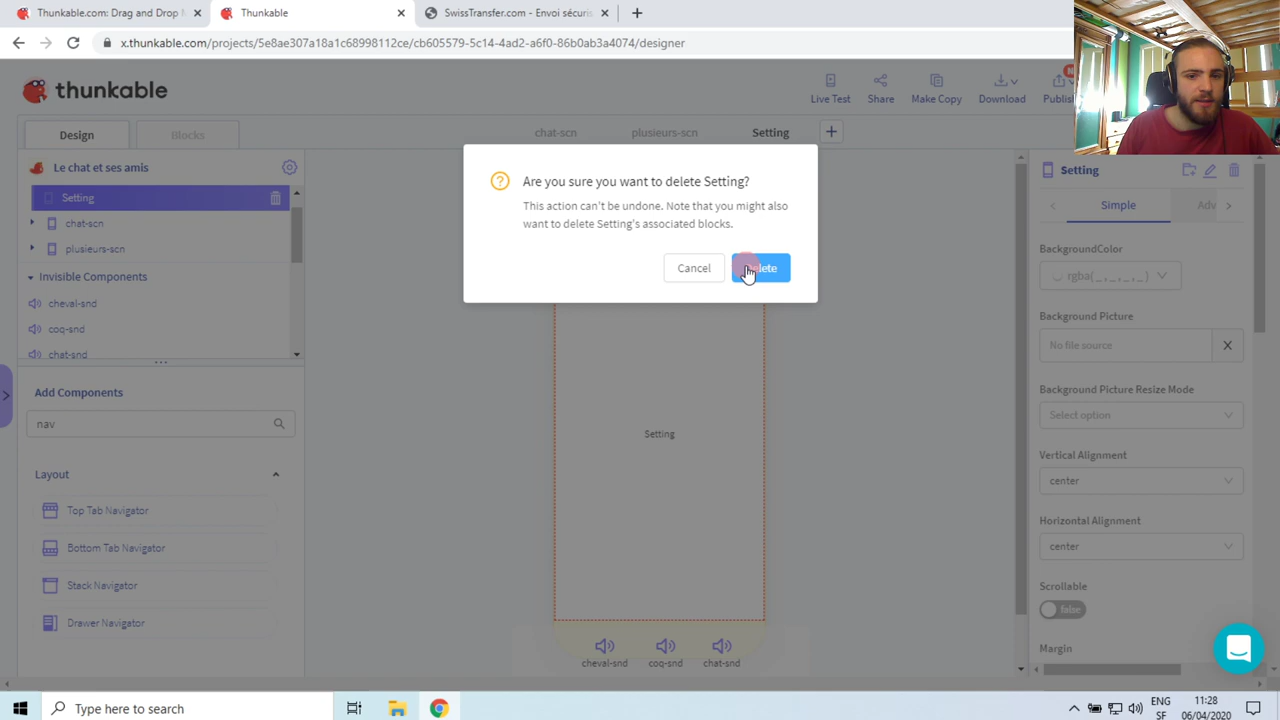 Thunkable.com: Drag and Drop
Thunkable
SwissTransfer.com - Envoi sécuris
x.thunkable.com/projects/5e8ae307a18a1c68998112ce/cb605579-5c14-4ad2-a6f0-86b0ab3a4074/designer
thunkable
Live Test
Share
Make Copy
Download
Publish
Design
Blocks
chat-scn
plusieurs-scn
Setting
Le chat et ses amis
Setting
chat-scn
plusieurs-scn
Invisible Components
cheval-snd
coq-snd
chat-snd
Add Components
nav
Layout
Top Tab Navigator
Bottom Tab Navigator
Stack Navigator
Drawer Navigator
Are you sure you want to delete Setting?
This action can't be undone. Note that you might also
want to delete Setting's associated blocks.
Cancel
Delete
Setting
cheval-snd
coq-snd
chat-snd
Setting
Simple
Adv
BackgroundColor
rgba( _ , _ , _ , _ )
Background Picture
No file source
Background Picture Resize Mode
Select option
Vertical Alignment
center
Horizontal Alignment
center
Scrollable
false
Margin
Type here to search
ENG
SF
11:28
06/04/2020